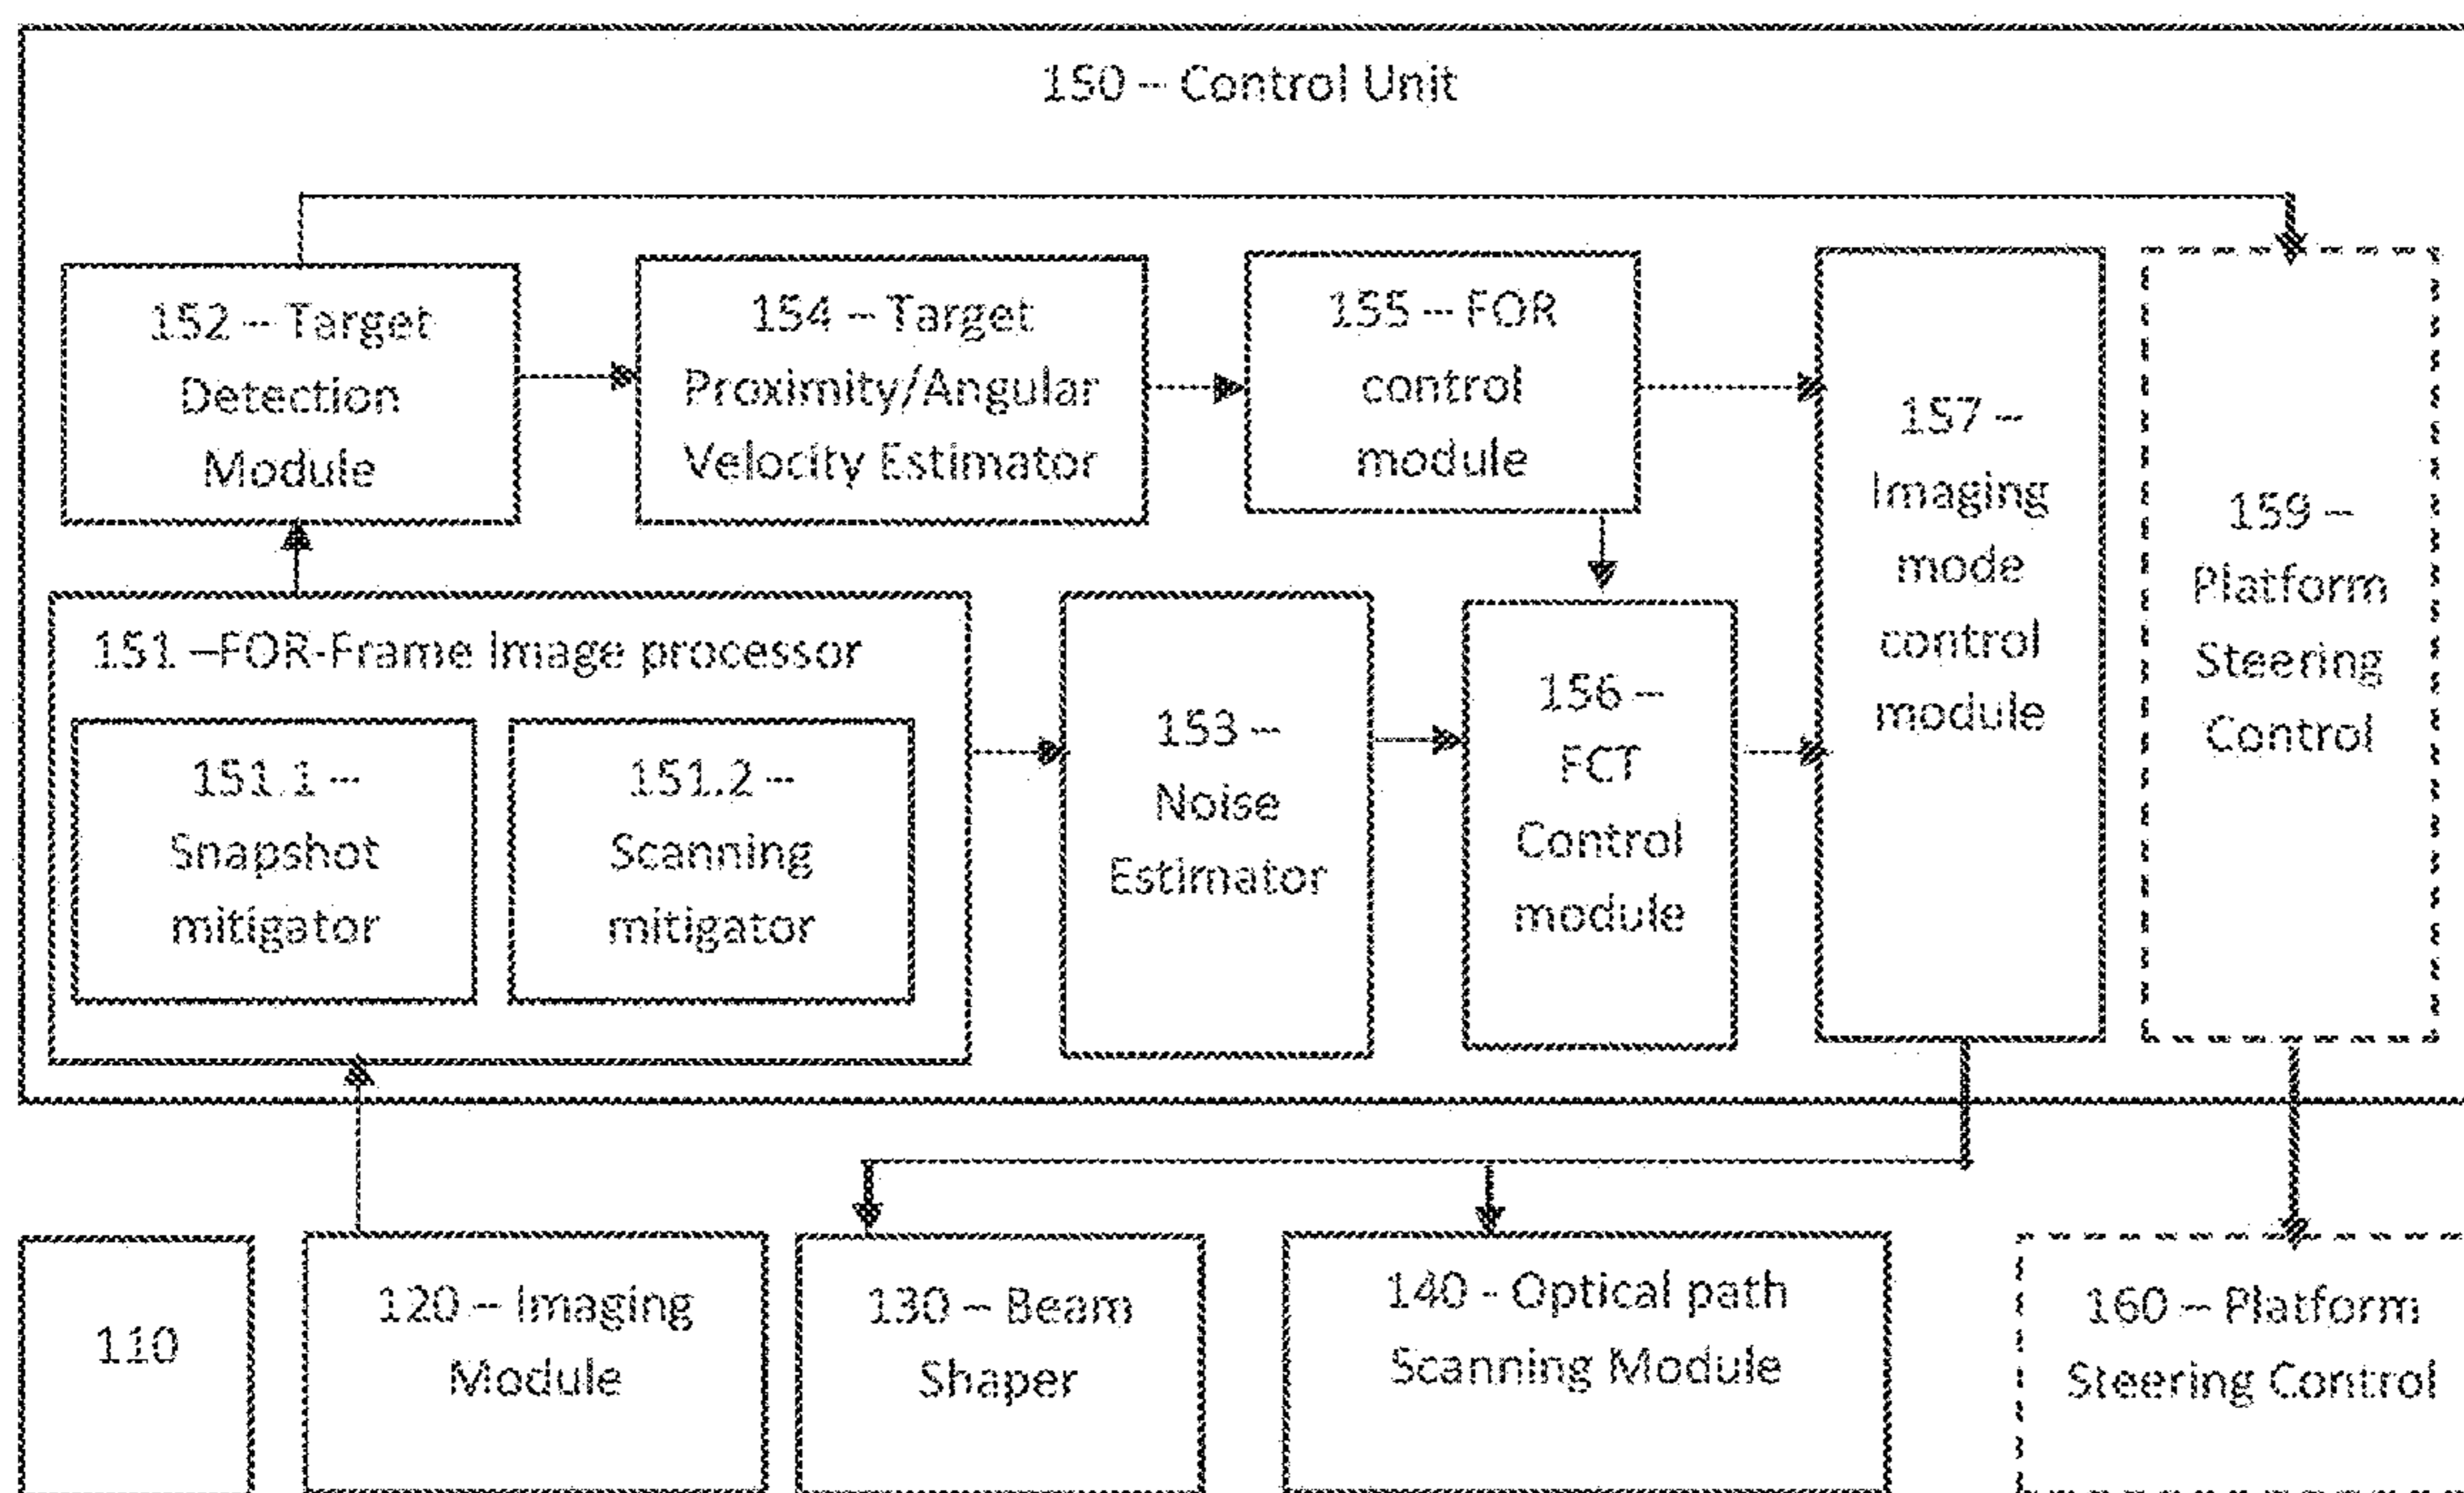 150 – Control Unit
152 – Target
Detection
Module
154 – Target
Proximity/Angular
Velocity Estimator
155 – FOR
control
module
157 –
Imaging
mode
control
module
159 –
Platform
Steering
Control
151 –FOR-Frame Image processor
151.1 –
Snapshot
mitigator
151.2 –
Scanning
mitigator
153 –
Noise
Estimator
156 –
FCT
Control
module
110
120 – Imaging
Module
130 – Beam
Shaper
140 - Optical path
Scanning Module
160 – Platform
Steering Control